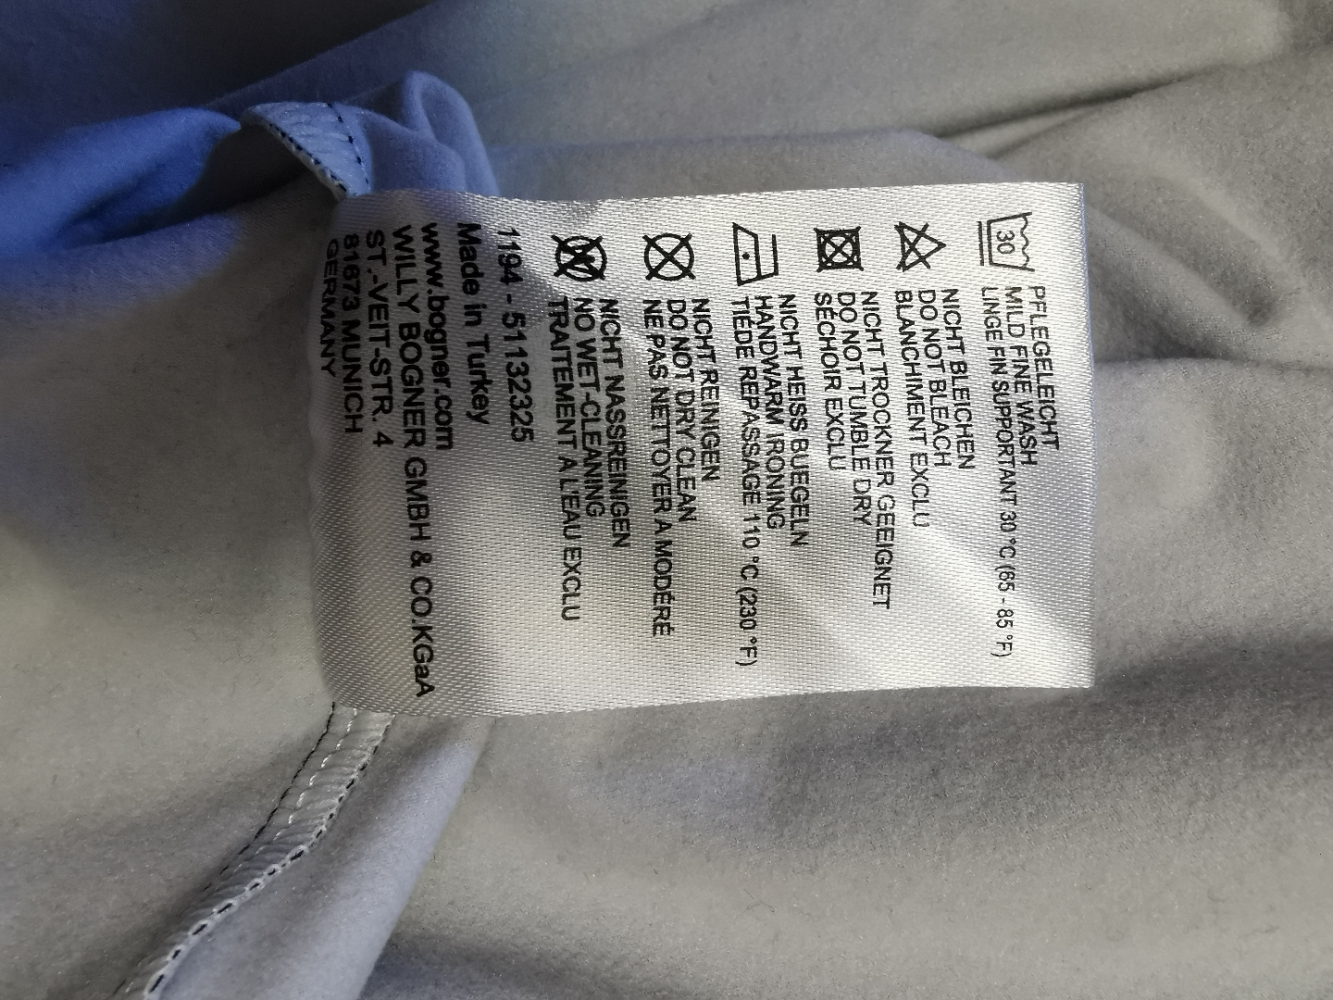 30
PFLEGELEICHT
MILD FINE WASH
LINGE FIN SUPPORTANT 30 °C (65 - 85 °F)
NICHT BLEICHEN
DO NOT BLEACH
BLANCHIMENT EXCLU
NICHT TROCKNER GEEIGNET
DO NOT TUMBLE DRY
SÉCHOIR EXCLU
NICHT HEISS BUEGELN
HANDWARM IRONING
TIÉDE REPASSAGE 110 °C (230 °F)
NICHT REINIGEN
DO NOT DRY CLEAN
NE PAS NETTOYER A MODÉRÉ
W
NICHT NASSREINIGEN
NO WET-CLEANING
TRAITEMENT A L'EAU EXCLU
1194 - 51132325
Made in Turkey
www.bogner.com
WILLY BOGNER GMBH & CO.KGaA
ST.-VEIT-STR. 4
81673 MUNICH
GERMANY